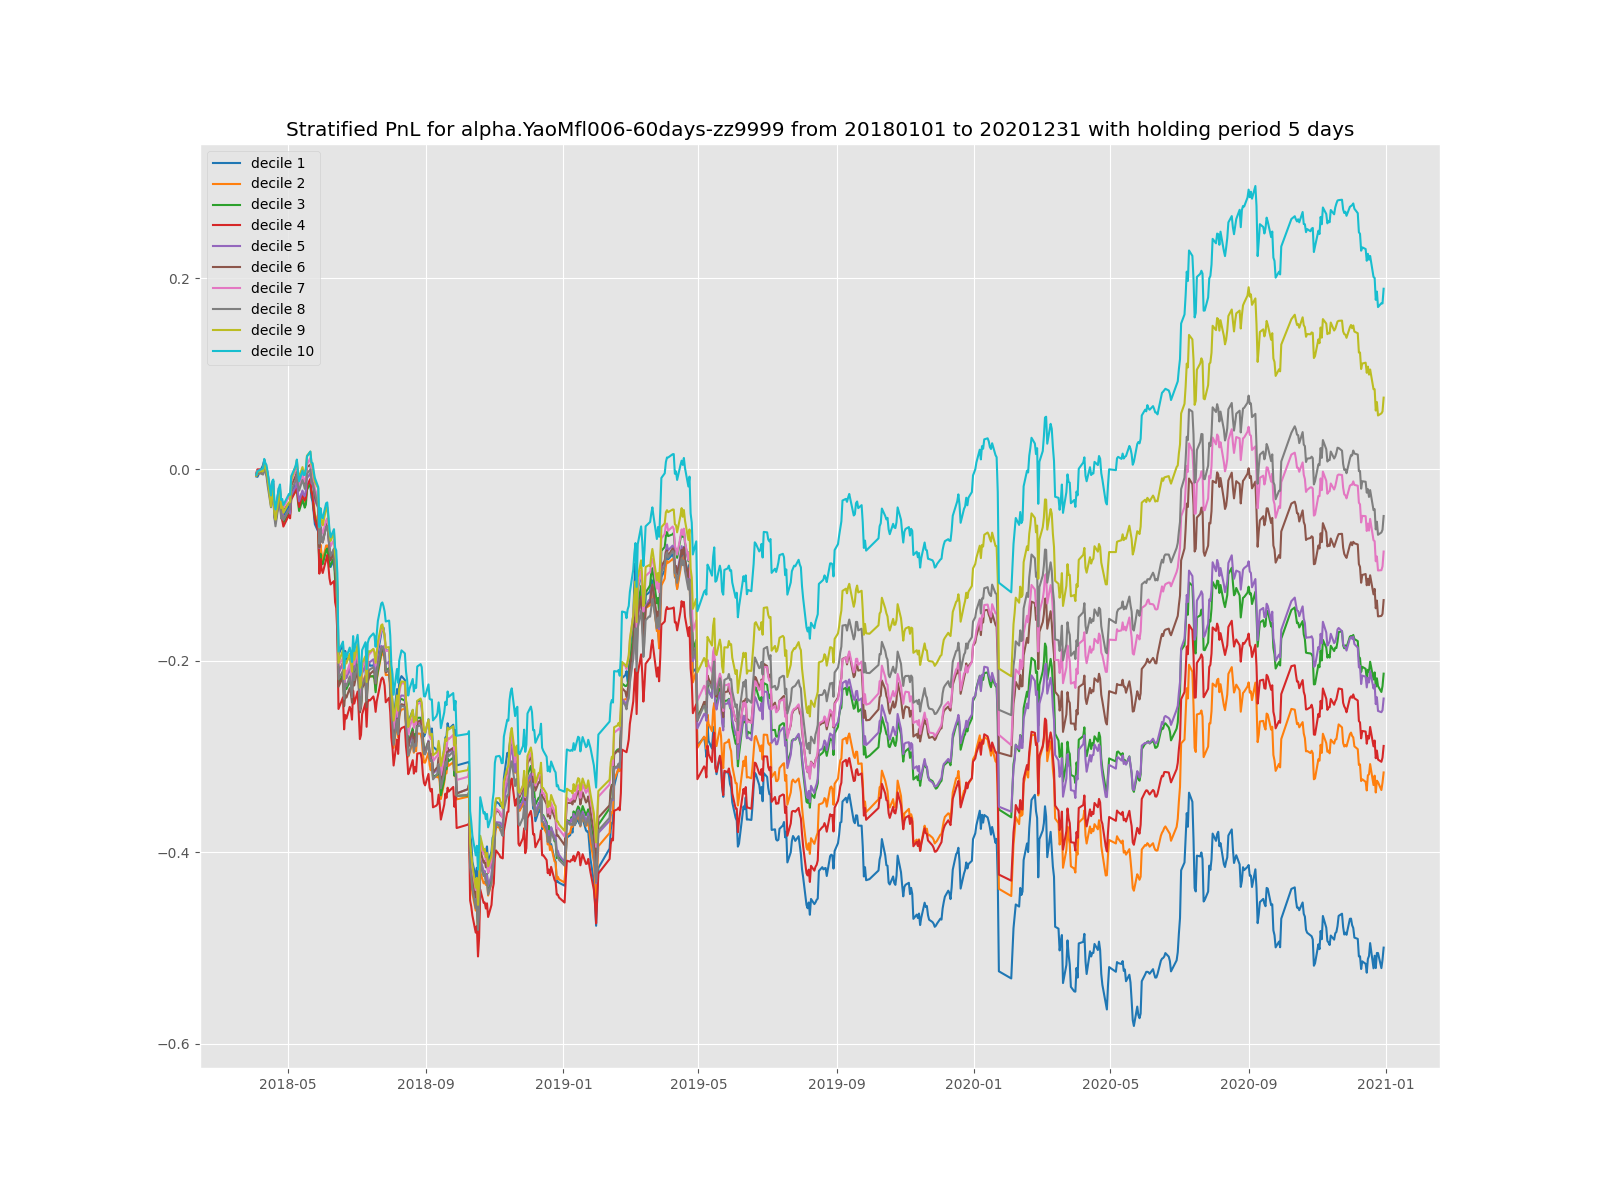 Stratified PnL for alpha.YaoMfl006-60days-zz9999 from 20180101 to 20201231 with holding period 5 days
decile 1
decile 2
decile 3
decile 4
decile 5
decile 6
decile 7
decile 8
decile 9
decile 10
0.2
0.0
−0.2
−0.4
−0.6
2018-05 2018-09 2019-01 2019-05 2019-09 2020-01 2020-05 2020-09 2021-01